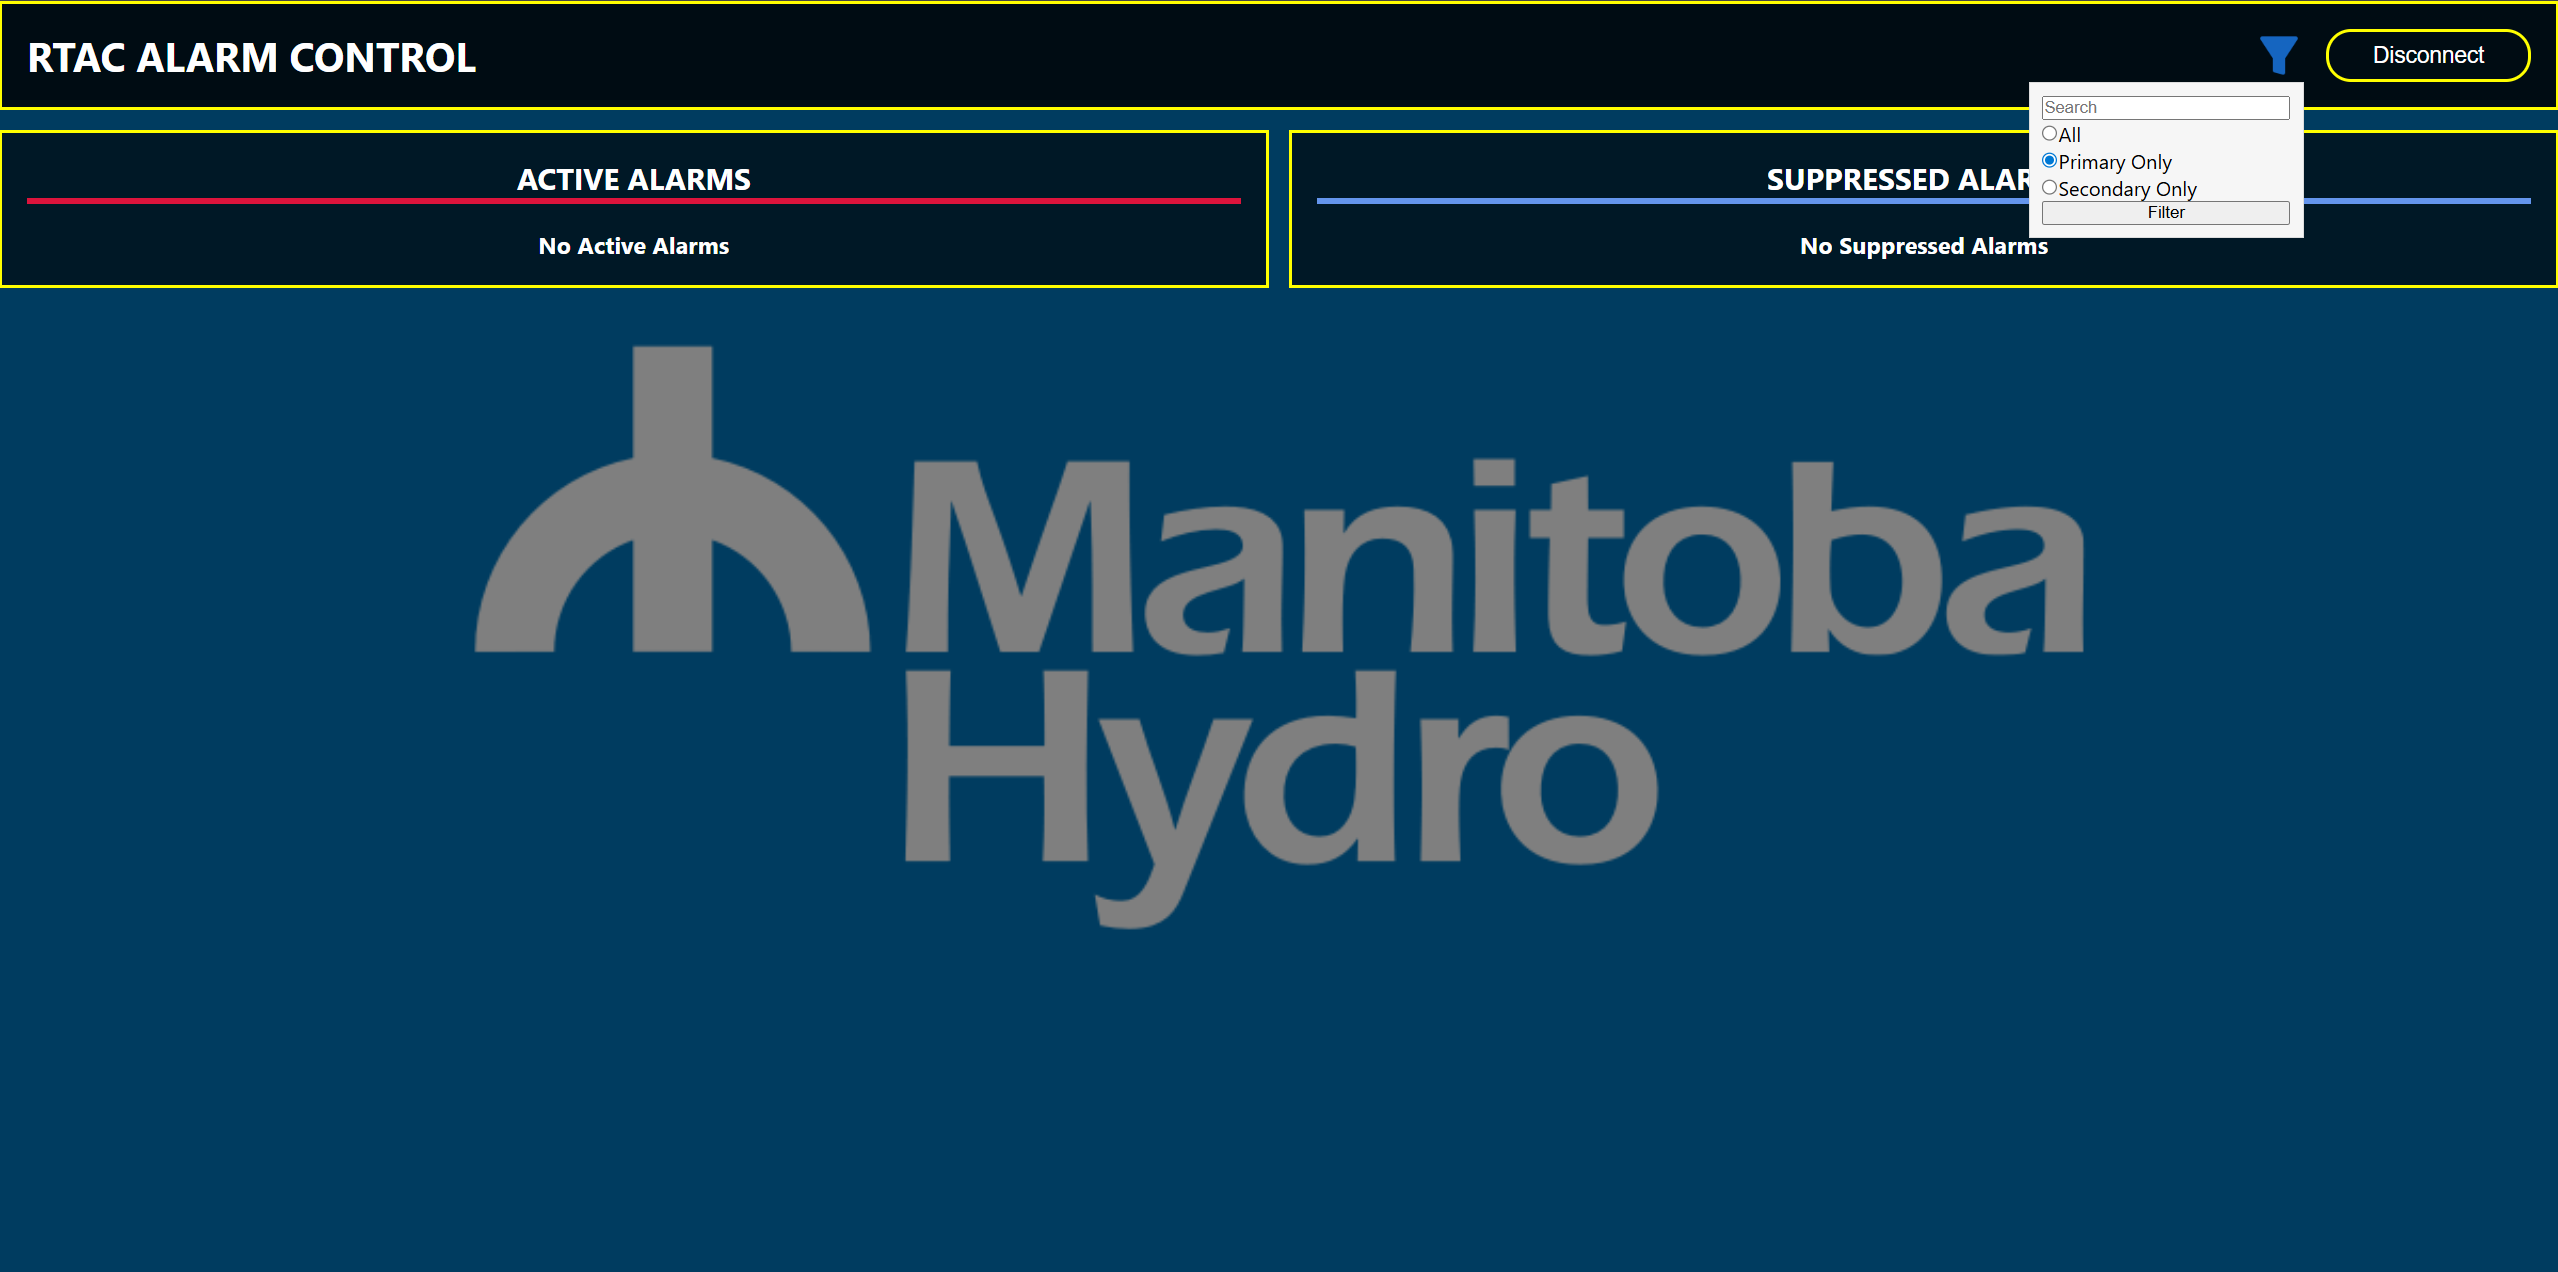 RTAC ALARM CONTROL
Disconnect
Search
All
Primary Only
Secondary Only
Filter
ACTIVE ALARMS
No Active Alarms
SUPPRESSED ALAR
No Suppressed Alarms
Manitoba
Hydro